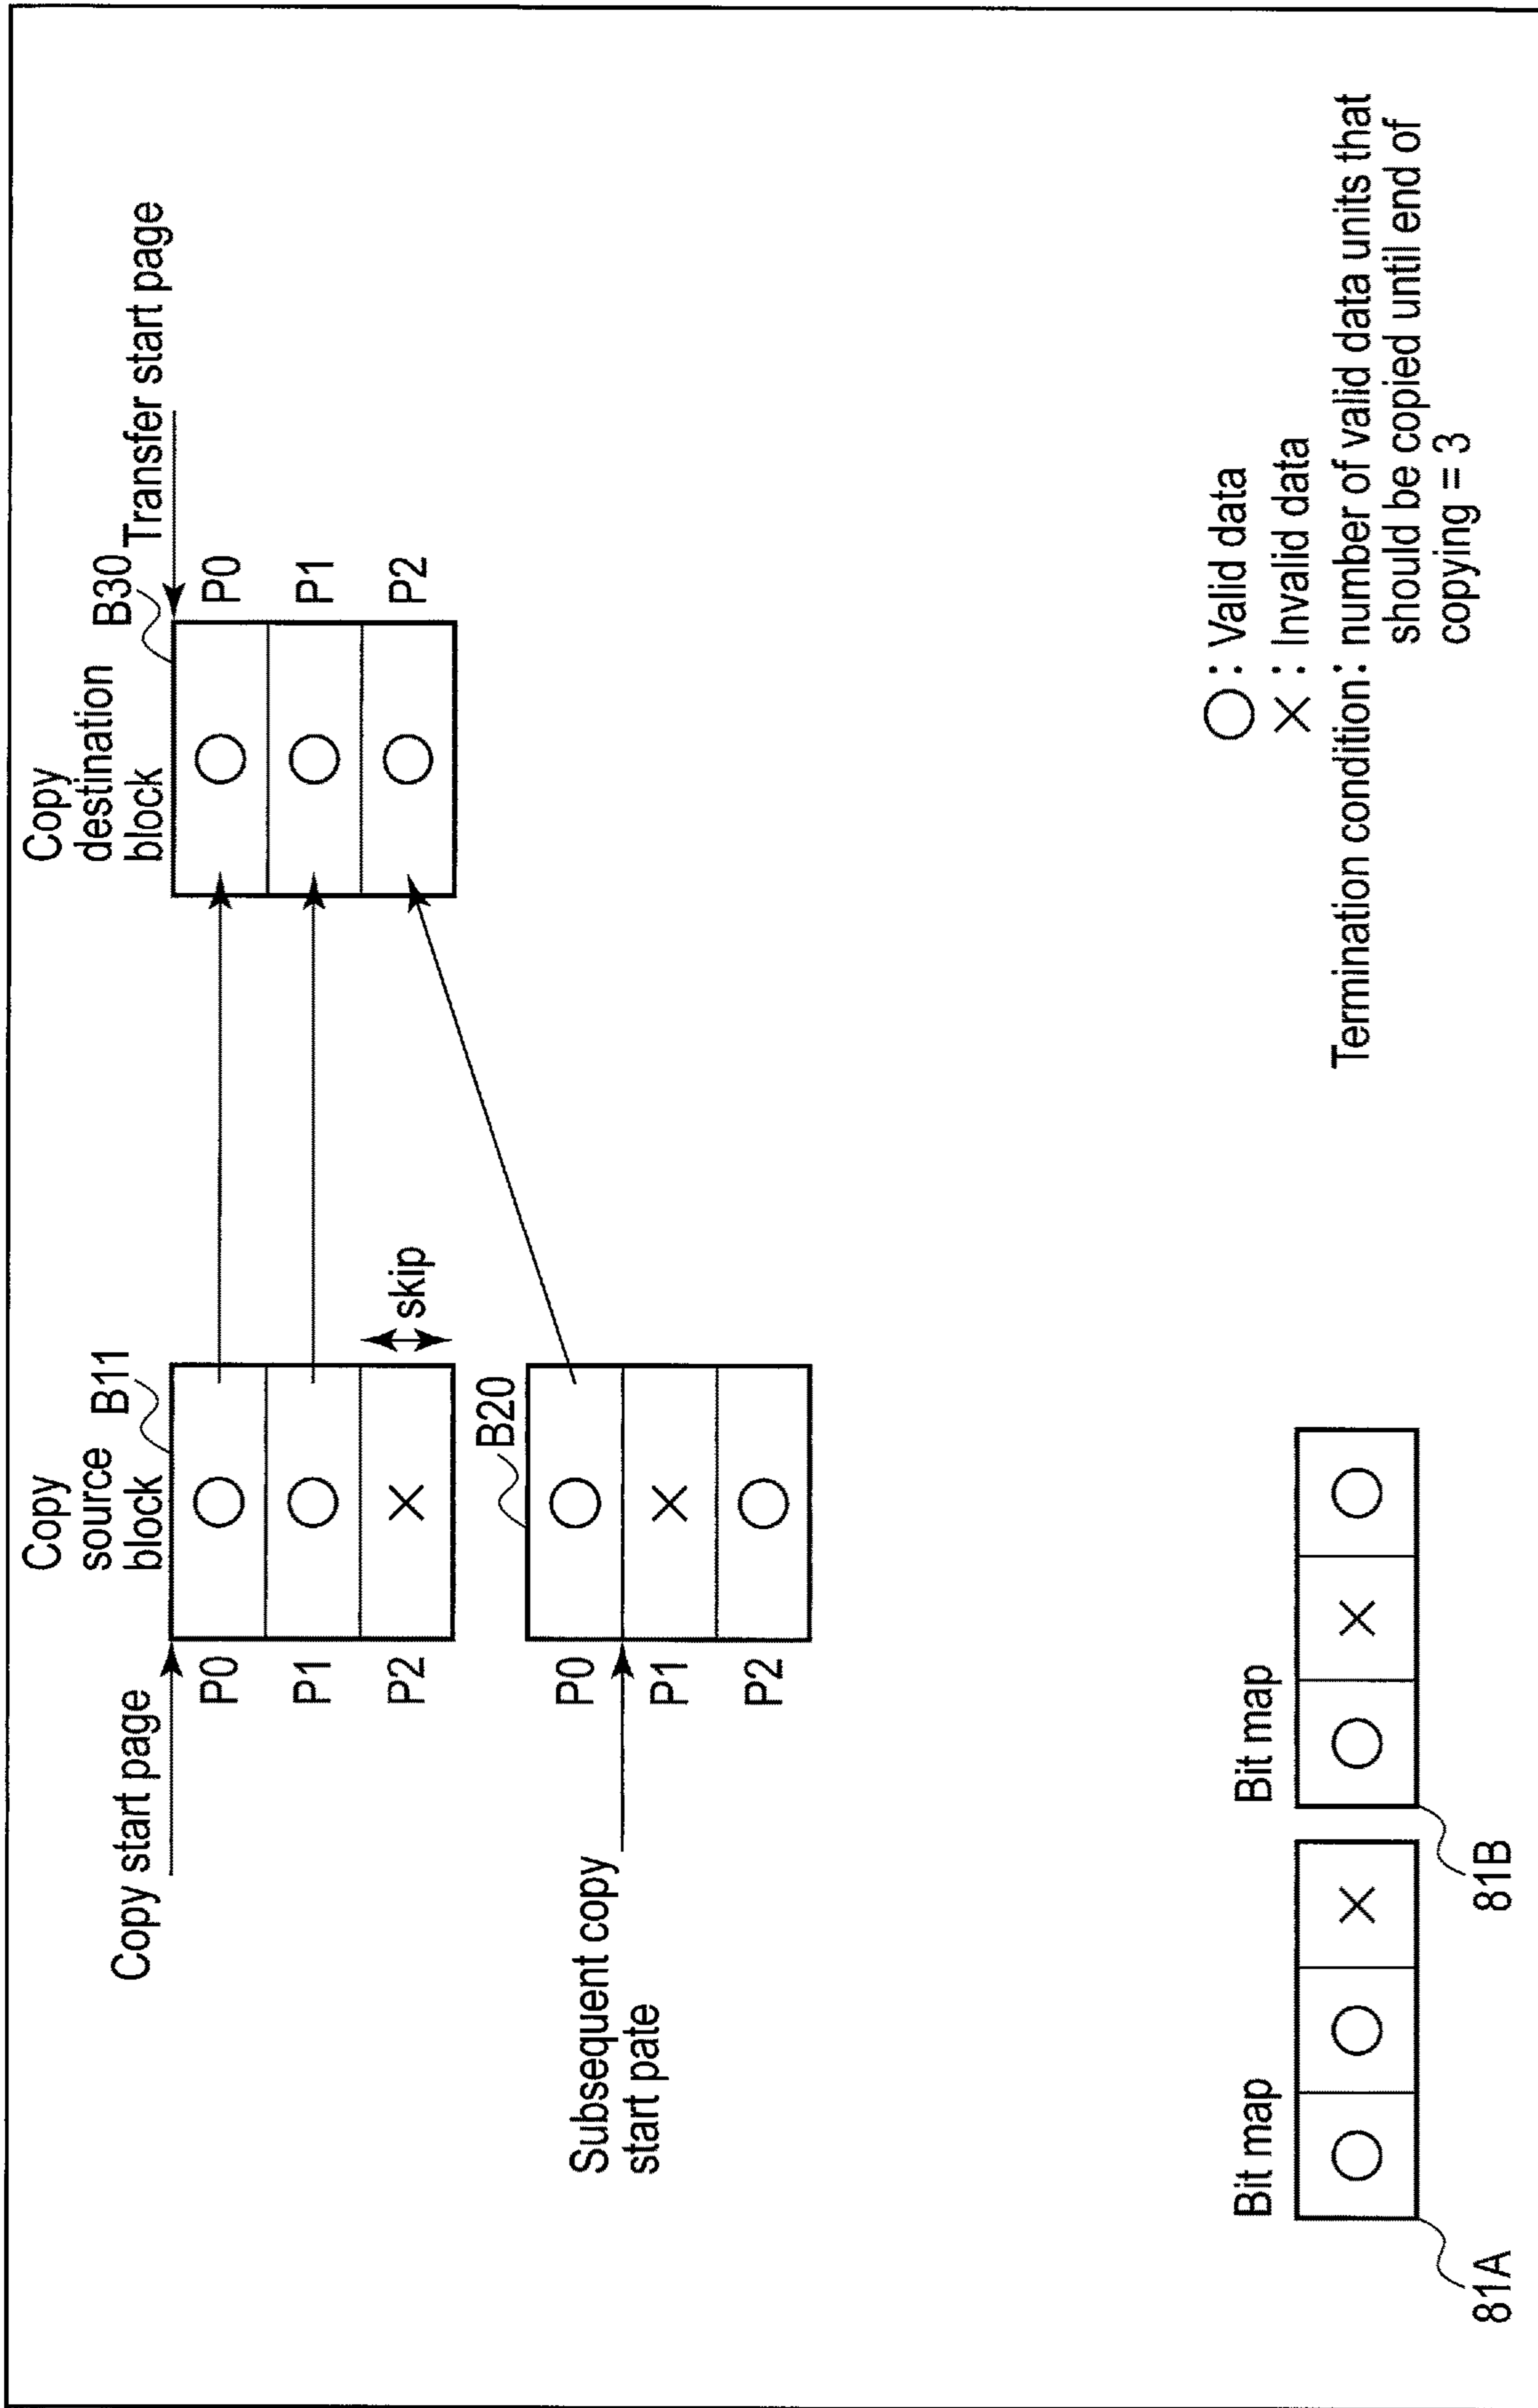 Copy start page
Copy
source
block
B11
P0
P1
P2
skip
Subsequent copy
start pate
B20
P0
P1
P2
Copy
destination
block
B30
Transfer start page
P0
P1
P2
Bit map
81A
Bit map
81B
○ : Valid data
× : Invalid data
Termination condition : number of valid data units that
should be copied until end of
copying = 3